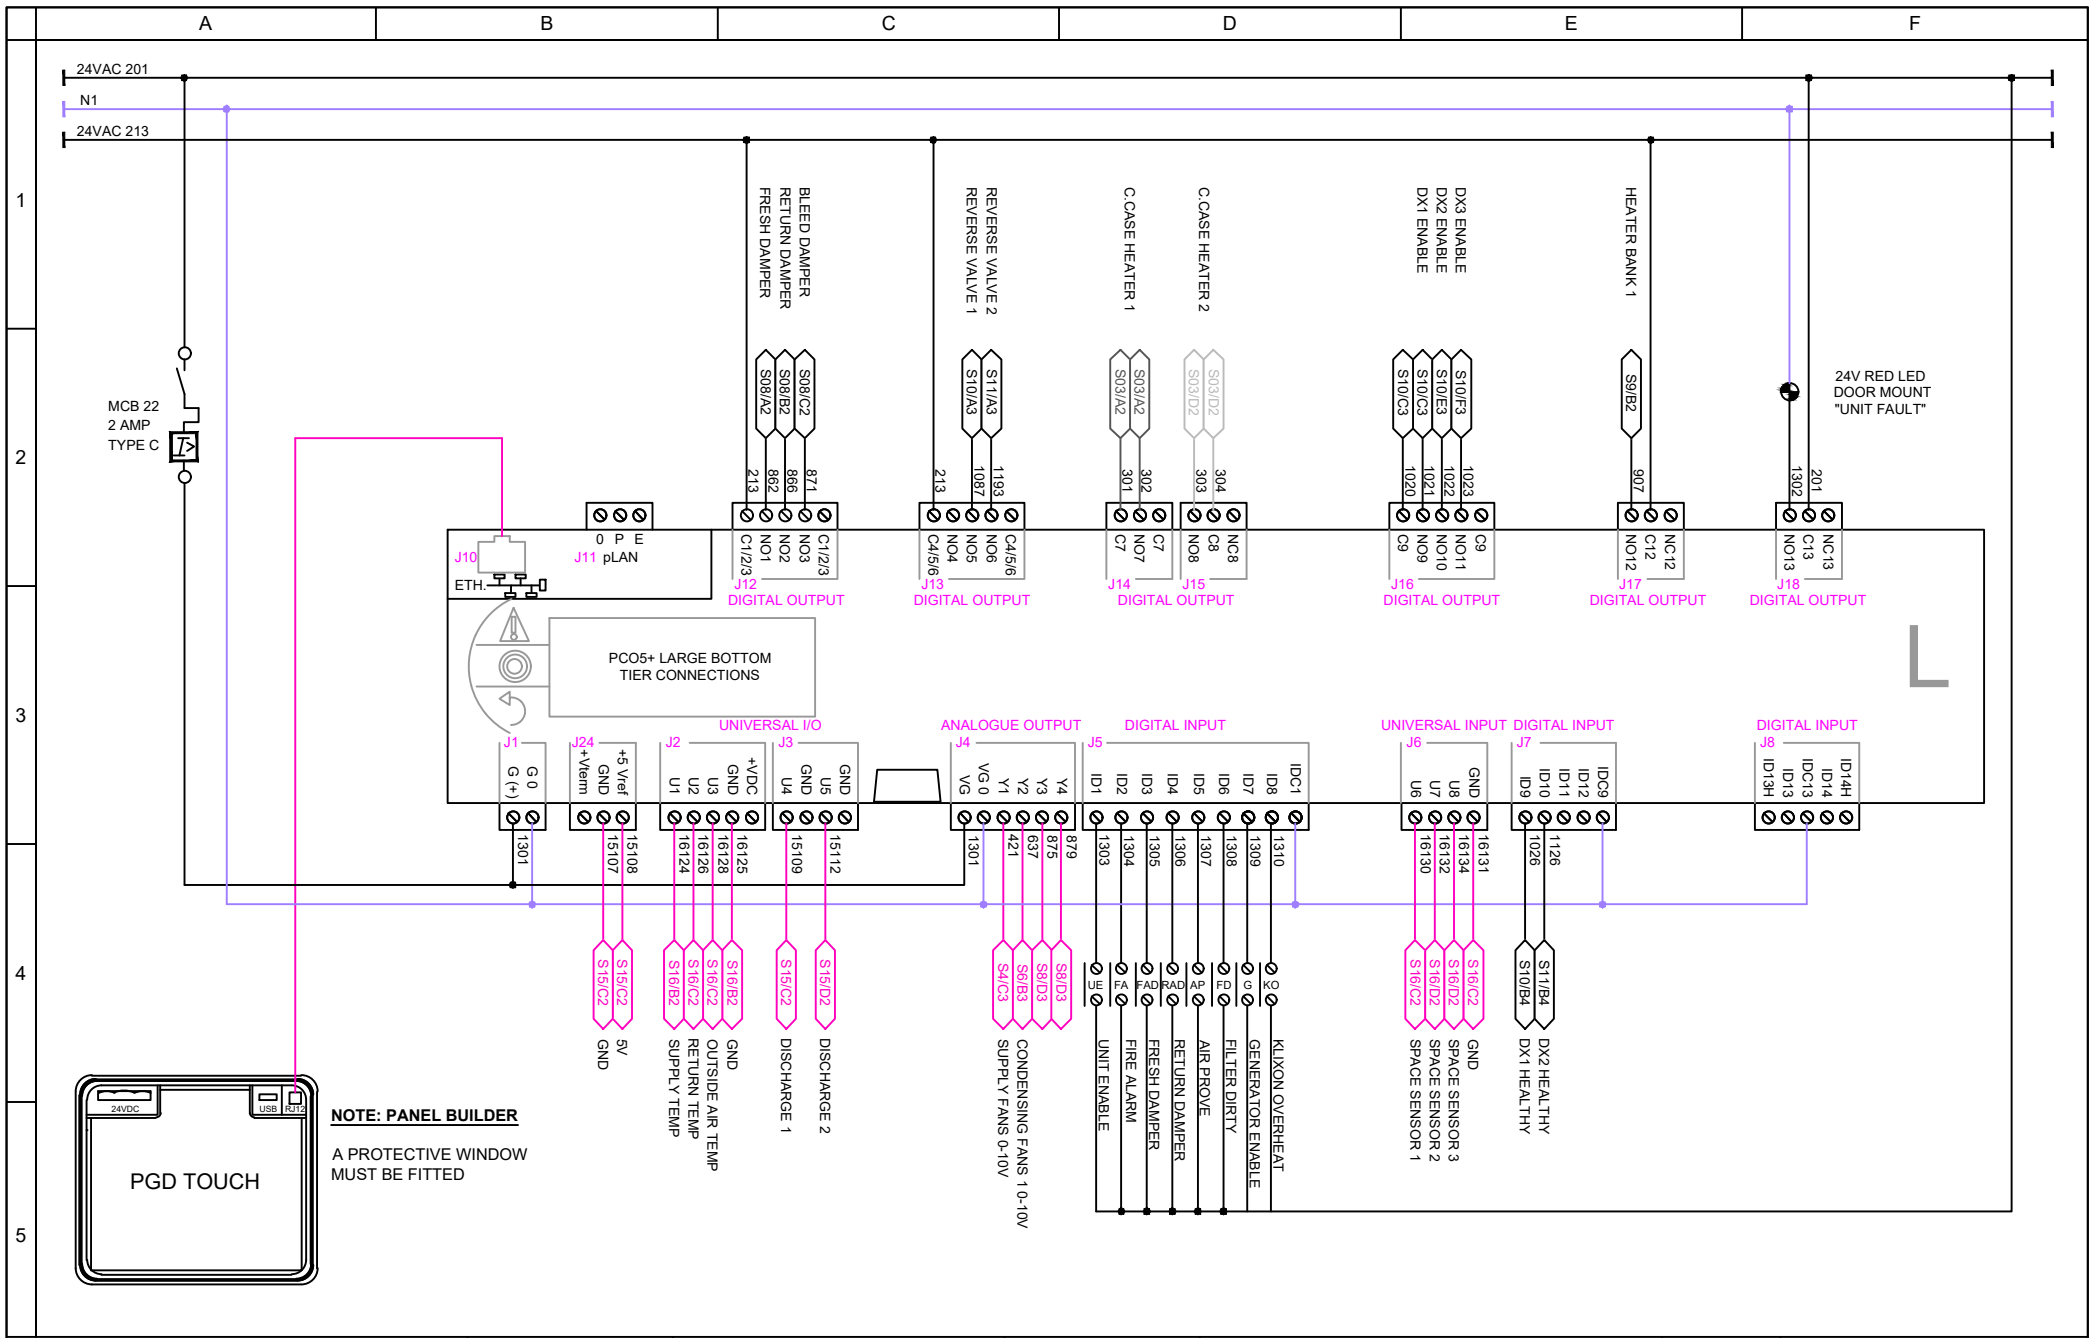 A
B
C
D
E
F
1
2
3
4
5
24VAC 201
N1
24VAC 213
FRESH DAMPER
RETURN DAMPER
BLEED DAMPER
REVERSE VALVE 1
REVERSE VALVE 2
C.CASE HEATER 1
C.CASE HEATER 2
DX1 ENABLE
DX2 ENABLE
DX3 ENABLE
HEATER BANK 1
S08/A2
S08/B2
S08/C2
S10/A3
S11/A3
S03/A2
S03/A2
S03/D2
S03/D2
S10/C3
S10/C3
S10/E3
S10/F3
S9/B2
24V RED LED
DOOR MOUNT
"UNIT FAULT"
MCB 22
2 AMP
TYPE C
I>
213
862
866
871
213
1087
1193
301
302
303
304
1020
1021
1022
1023
907
1302
201
0 P E
J10
J11 pLAN
ETH.
C1/2/3
NO1
NO2
NO3
C1/2/3
J12
DIGITAL OUTPUT
C4/5/6
NO4
NO5
NO6
C4/5/6
J13
DIGITAL OUTPUT
C7
NO7
C7
J14
NO8
C8
NC8
J15
DIGITAL OUTPUT
C9
NO9
NO10
NO11
C9
J16
DIGITAL OUTPUT
NO12
C12
NC12
J17
DIGITAL OUTPUT
NO13
C13
NC13
J18
DIGITAL OUTPUT
PCO5+ LARGE BOTTOM
TIER CONNECTIONS
L
UNIVERSAL I/O
ANALOGUE OUTPUT
DIGITAL INPUT
UNIVERSAL INPUT
DIGITAL INPUT
DIGITAL INPUT
J1
G (+)
G 0
J24
+Vterm
GND
+5 Vref
J2
U1
U2
U3
GND
+VDC
J3
U4
GND
U5
GND
J4
VG
VG 0
Y1
Y2
Y3
Y4
J5
ID1
ID2
ID3
ID4
ID5
ID6
ID7
ID8
IDC1
J6
U6
U7
U8
GND
J7
ID9
ID10
ID11
ID12
IDC9
J8
ID13H
ID13
IDC13
ID14
ID14H
1301
15107
15108
16124
16126
16128
16125
15109
15112
1301
421
637
875
879
1303
1304
1305
1306
1307
1308
1309
1310
16130
16132
16134
16131
1026
1126
S15/C2
S15/C2
S16/B2
S16/C2
S16/C2
S16/B2
S15/C2
S15/D2
S4/C3
S6/B3
S8/D3
S8/D3
UE
FA
FAD
RAD
AP
FD
G
KO
S16/C2
S16/D2
S16/D2
S16/C2
S10/B4
S11/B4
GND
5V
SUPPLY TEMP
RETURN TEMP
OUTSIDE AIR TEMP
GND
DISCHARGE 1
DISCHARGE 2
SUPPLY FANS 0-10V
CONDENSING FANS 1 0-10V
UNIT ENABLE
FIRE ALARM
FRESH DAMPER
RETURN DAMPER
AIR PROVE
FILTER DIRTY
GENERATOR ENABLE
KLIXON OVERHEAT
SPACE SENSOR 1
SPACE SENSOR 2
SPACE SENSOR 3
GND
DX1 HEALTHY
DX2 HEALTHY
24VDC
USB
RJ12
PGD TOUCH
NOTE: PANEL BUILDER
A PROTECTIVE WINDOW
MUST BE FITTED